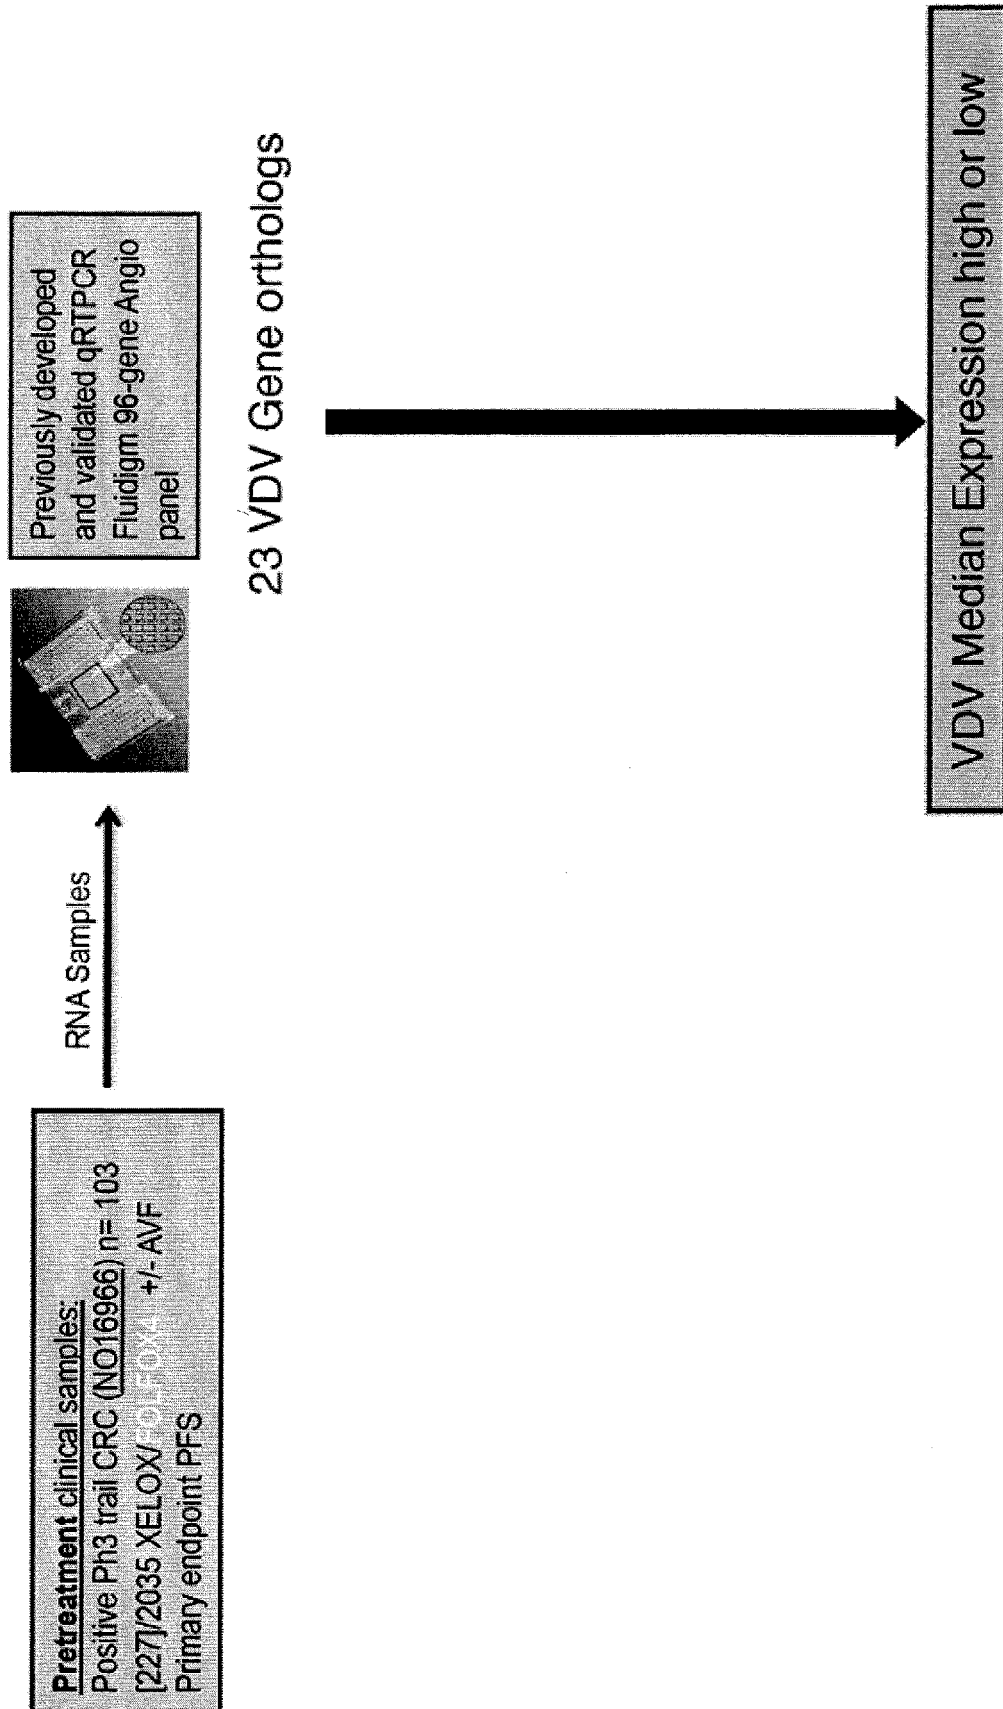 Pretreatment clinical samples:
Positive Ph3 trail CRC (NO16966) n= 103
[227]/2035 XELOX/FOLFOX4 +/- AVF
Primary endpoint PFS
RNA Samples
Previously developed
and validated qRTPCR
Fluidigm 96-gene Angio
panel
23 VDV Gene orthologs
VDV Median Expression high or low